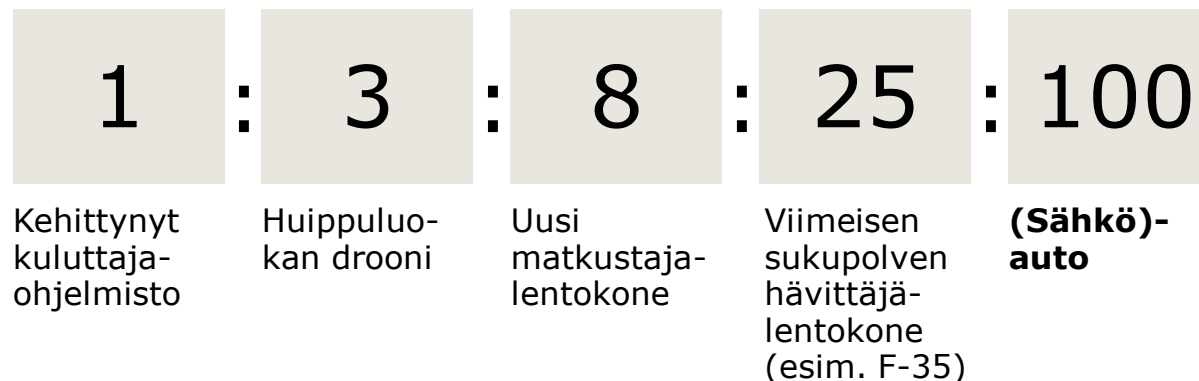 1 : 3 : 8 : 25 : 100
Kehittynyt
kuluttaja-
ohjelmisto
Huippuluo-
kan drooni
Uusi
matkustaja-
lentokone
Viimeisen
sukupolven
hävittäjä-
lentokone
(esim. F-35)
(Sähkö)-
auto